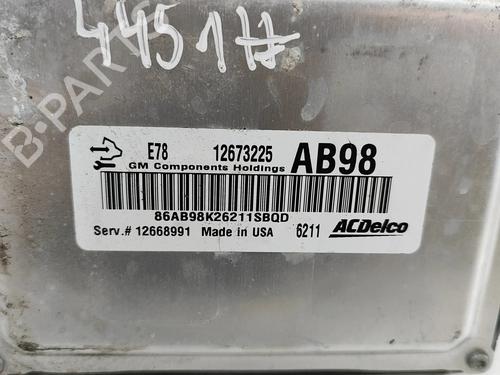 4451#
B-PARTS
E78 12673225 AB98
GM Components Holdings
86AB98K26211SBQD
Serv.# 12668991 Made in USA 6211 ACDelco